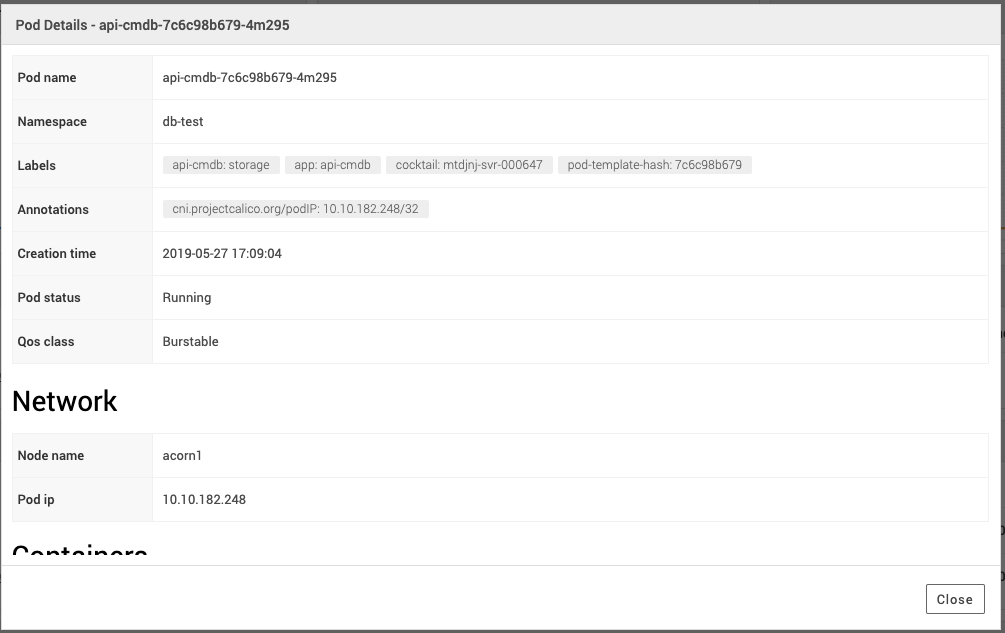 Pod Details - api-cmdb-7c6c98b679-4m295
Pod name api-cmdb-7c6c98b679-4m295
Namespace db-test
Labels api-cmdb: storage app: api-cmdb cocktail: mtdjnj-svr-000647 pod-template-hash: 7c6c98b679
Annotations cni.projectcalico.org/podIP: 10.10.182.248/32
Creation time 2019-05-27 17:09:04
Pod status Running
Qos class Burstable
Network
Node name acorn1
Pod ip 10.10.182.248
Containers
Close